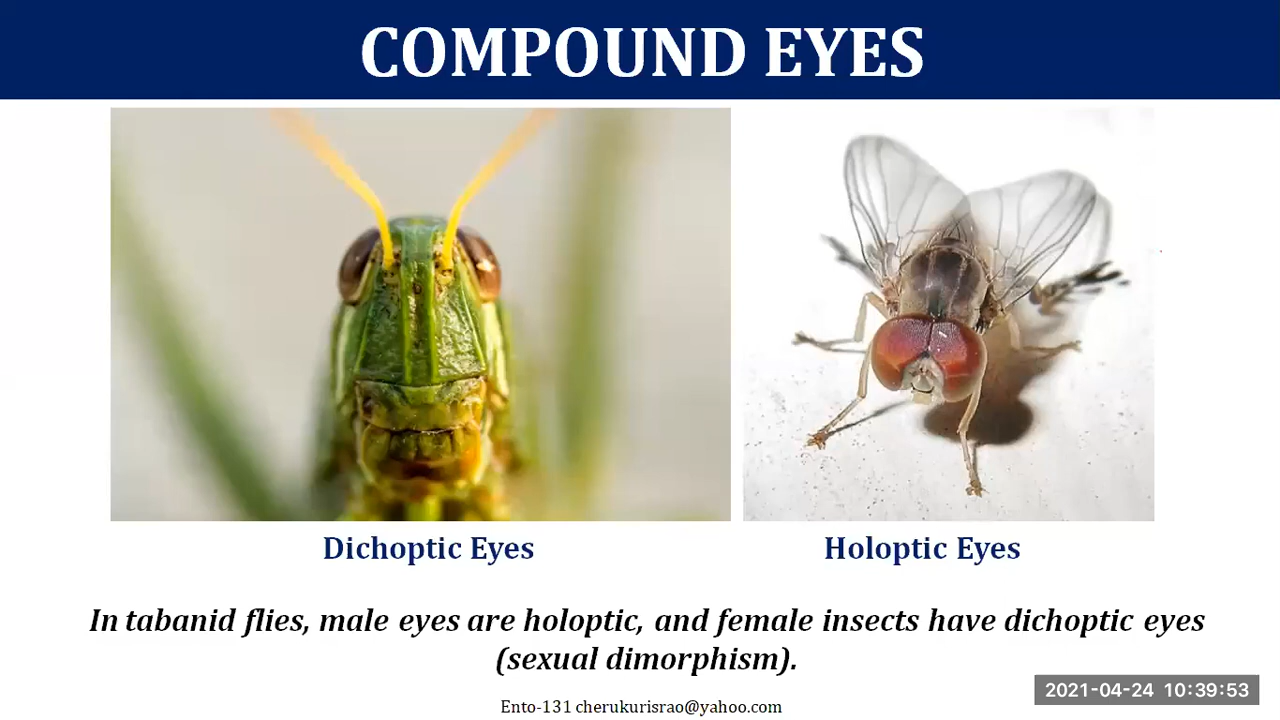 COMPOUND EYES
Dichoptic Eyes
Holoptic Eyes
In tabanid flies, male eyes are holoptic, and female insects have dichoptic eyes
(sexual dimorphism).
Ento-131 cherukurisrao@yahoo.com
2021-04-24 10:39:53